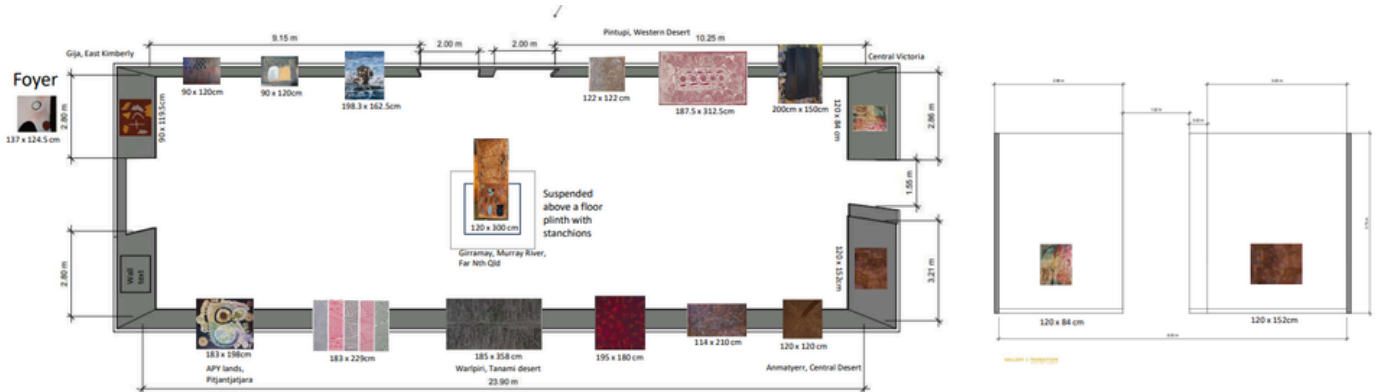 Pintupi, Western Desert
9.15 m
2.00 m
2.00 m
10.25 m
Gija, East Kimberly
Central Victoria
Foyer
137 x 124.5 cm
2.80 m
90 x 119.5cm
90 x 120cm
90 x 120cm
198.3 x 162.5cm
122 x 122 cm
187.5 x 312.5cm
200cm x 150cm
120 x 84 cm
2.86 m
1.55 m
120 x 300 cm
Suspended
above a floor
plinth with
stanchions
Girramay, Murray River,
Far Nth Qld
2.80 m
Wall
text
120 x 152cm
3.21 m
183 x 198cm
APY lands,
Pitjantjatjara
183 x 229cm
185 x 358 cm
Warlpiri, Tanami desert
195 x 180 cm
114 x 210 cm
120 x 120 cm
Anmatyerr, Central Desert
23.90 m
120 x 84 cm
120 x 152cm